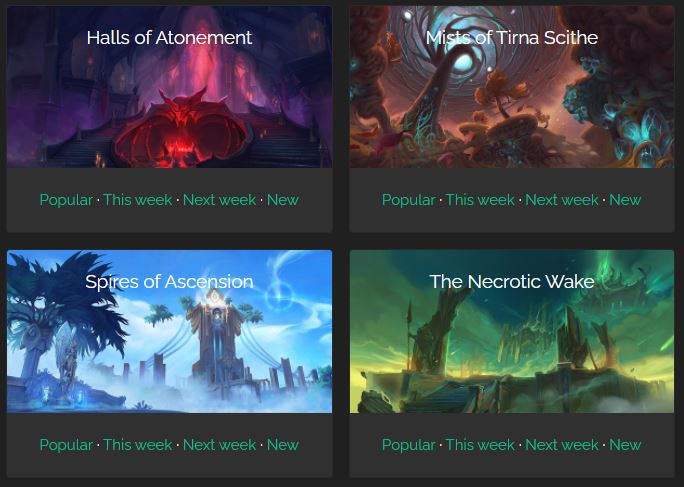 Halls of Atonement
Mists of Tirna Scithe
Popular · This week · Next week · New
Popular · This week · Next week · New
Spires of Ascension
The Necrotic Wake
Popular · This week · Next week · New
Popular · This week · Next week · New